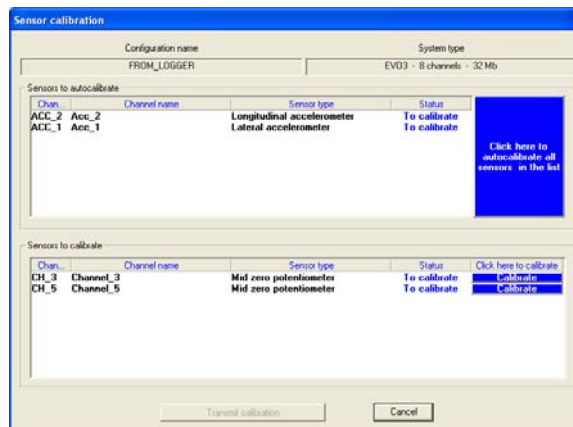 Sensor calibration
Configuration name System type
FROM_LOGGER EVO3 - 8 channels - 32 Mb
Sensors to autocalibrate
Chan... Channel name Sensor type Status
ACC_2 Acc_2 Longitudinal accelerometer To calibrate
ACC_1 Acc_1 Lateral accelerometer To calibrate
Click here to
autocalibrate all
sensors in the list
Sensors to calibrate
Chan... Channel name Sensor type Status Click here to calibrate
CH_3 Channel_3 Mid zero potentiometer To calibrate Calibrate
CH_5 Channel_5 Mid zero potentiometer To calibrate Calibrate
Transmit calibration Cancel